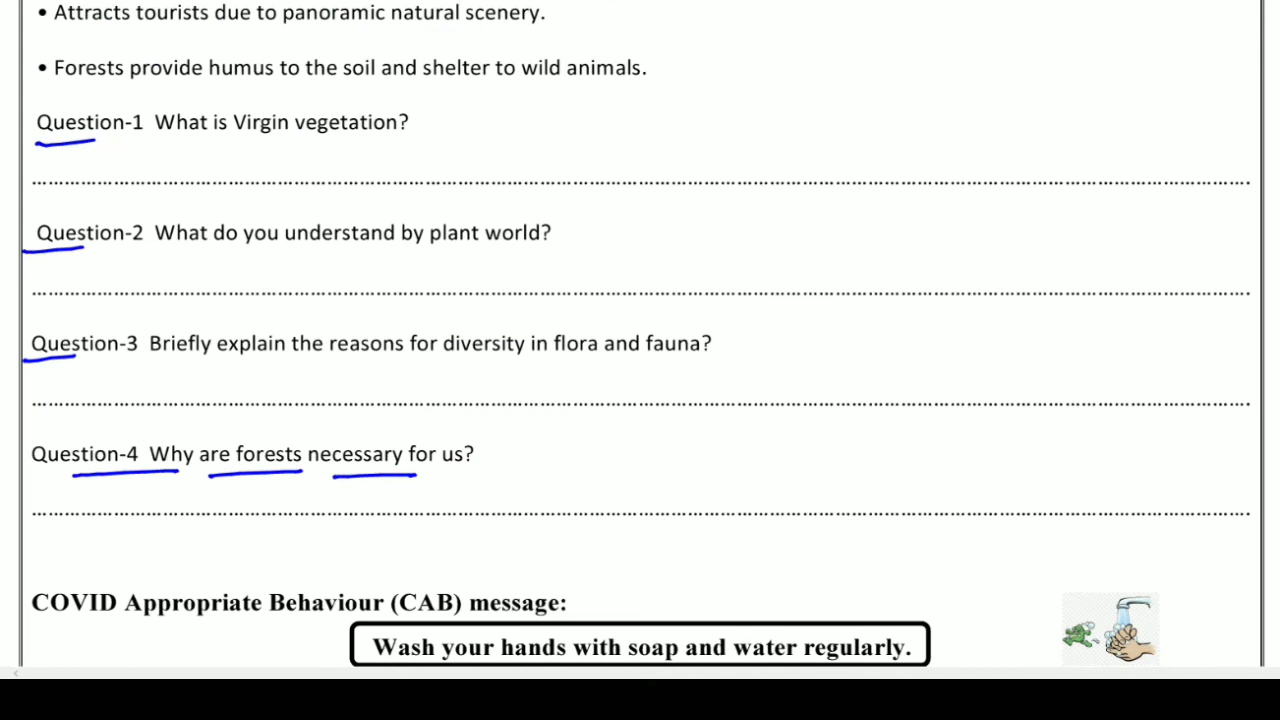 • Attracts tourists due to panoramic natural scenery.
• Forests provide humus to the soil and shelter to wild animals.
Question-1 What is Virgin vegetation?
Question-2 What do you understand by plant world?
Question-3 Briefly explain the reasons for diversity in flora and fauna?
Question-4 Why are forests necessary for us?
COVID Appropriate Behaviour (CAB) message:
Wash your hands with soap and water regularly.